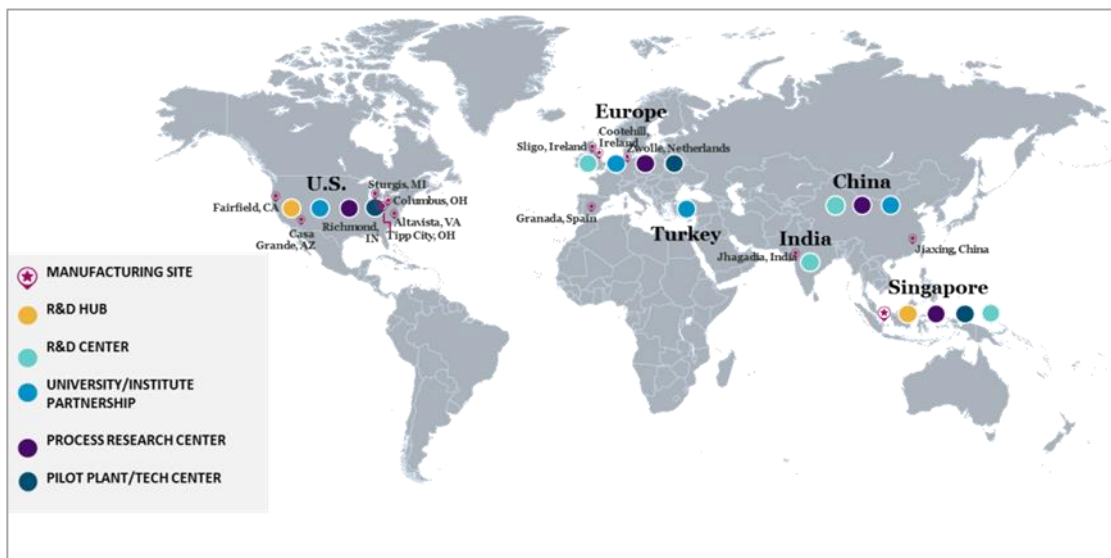 Europe
Cootehill,
Ireland
Sligo, Ireland
Zwolle, Netherlands
U.S.
Sturgis, MI
Columbus, OH
Fairfield, CA
Altavista, VA
Richmond,
IN
Tipp City, OH
Casa
Grande, AZ
Granada, Spain
Turkey
China
India
Jhagadia, India
Jiaxing, China
Singapore
MANUFACTURING SITE
R&D HUB
R&D CENTER
UNIVERSITY/INSTITUTE
PARTNERSHIP
PROCESS RESEARCH CENTER
PILOT PLANT/TECH CENTER